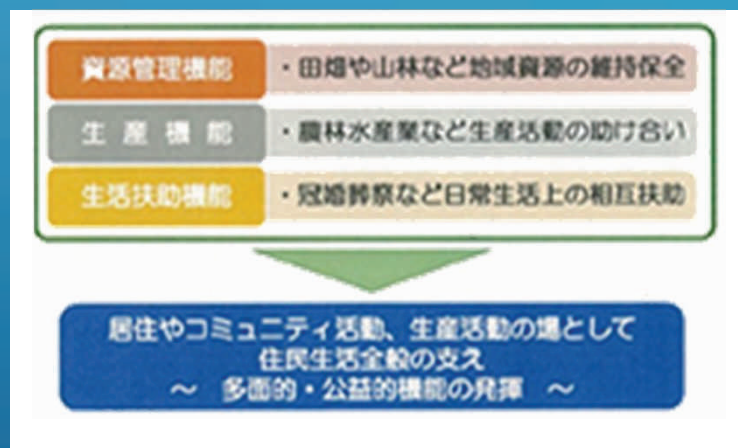 資源管理機能 ・田畑や山林など地域資源の維持保全
生産機能 ・農林水産業など生産活動の助け合い
生活扶助機能 ・冠婚葬祭など日常生活上の相互扶助
居住やコミュニティ活動、生産活動の場として
住民生活全般の支え
~ 多面的・公益的機能の発揮 ~